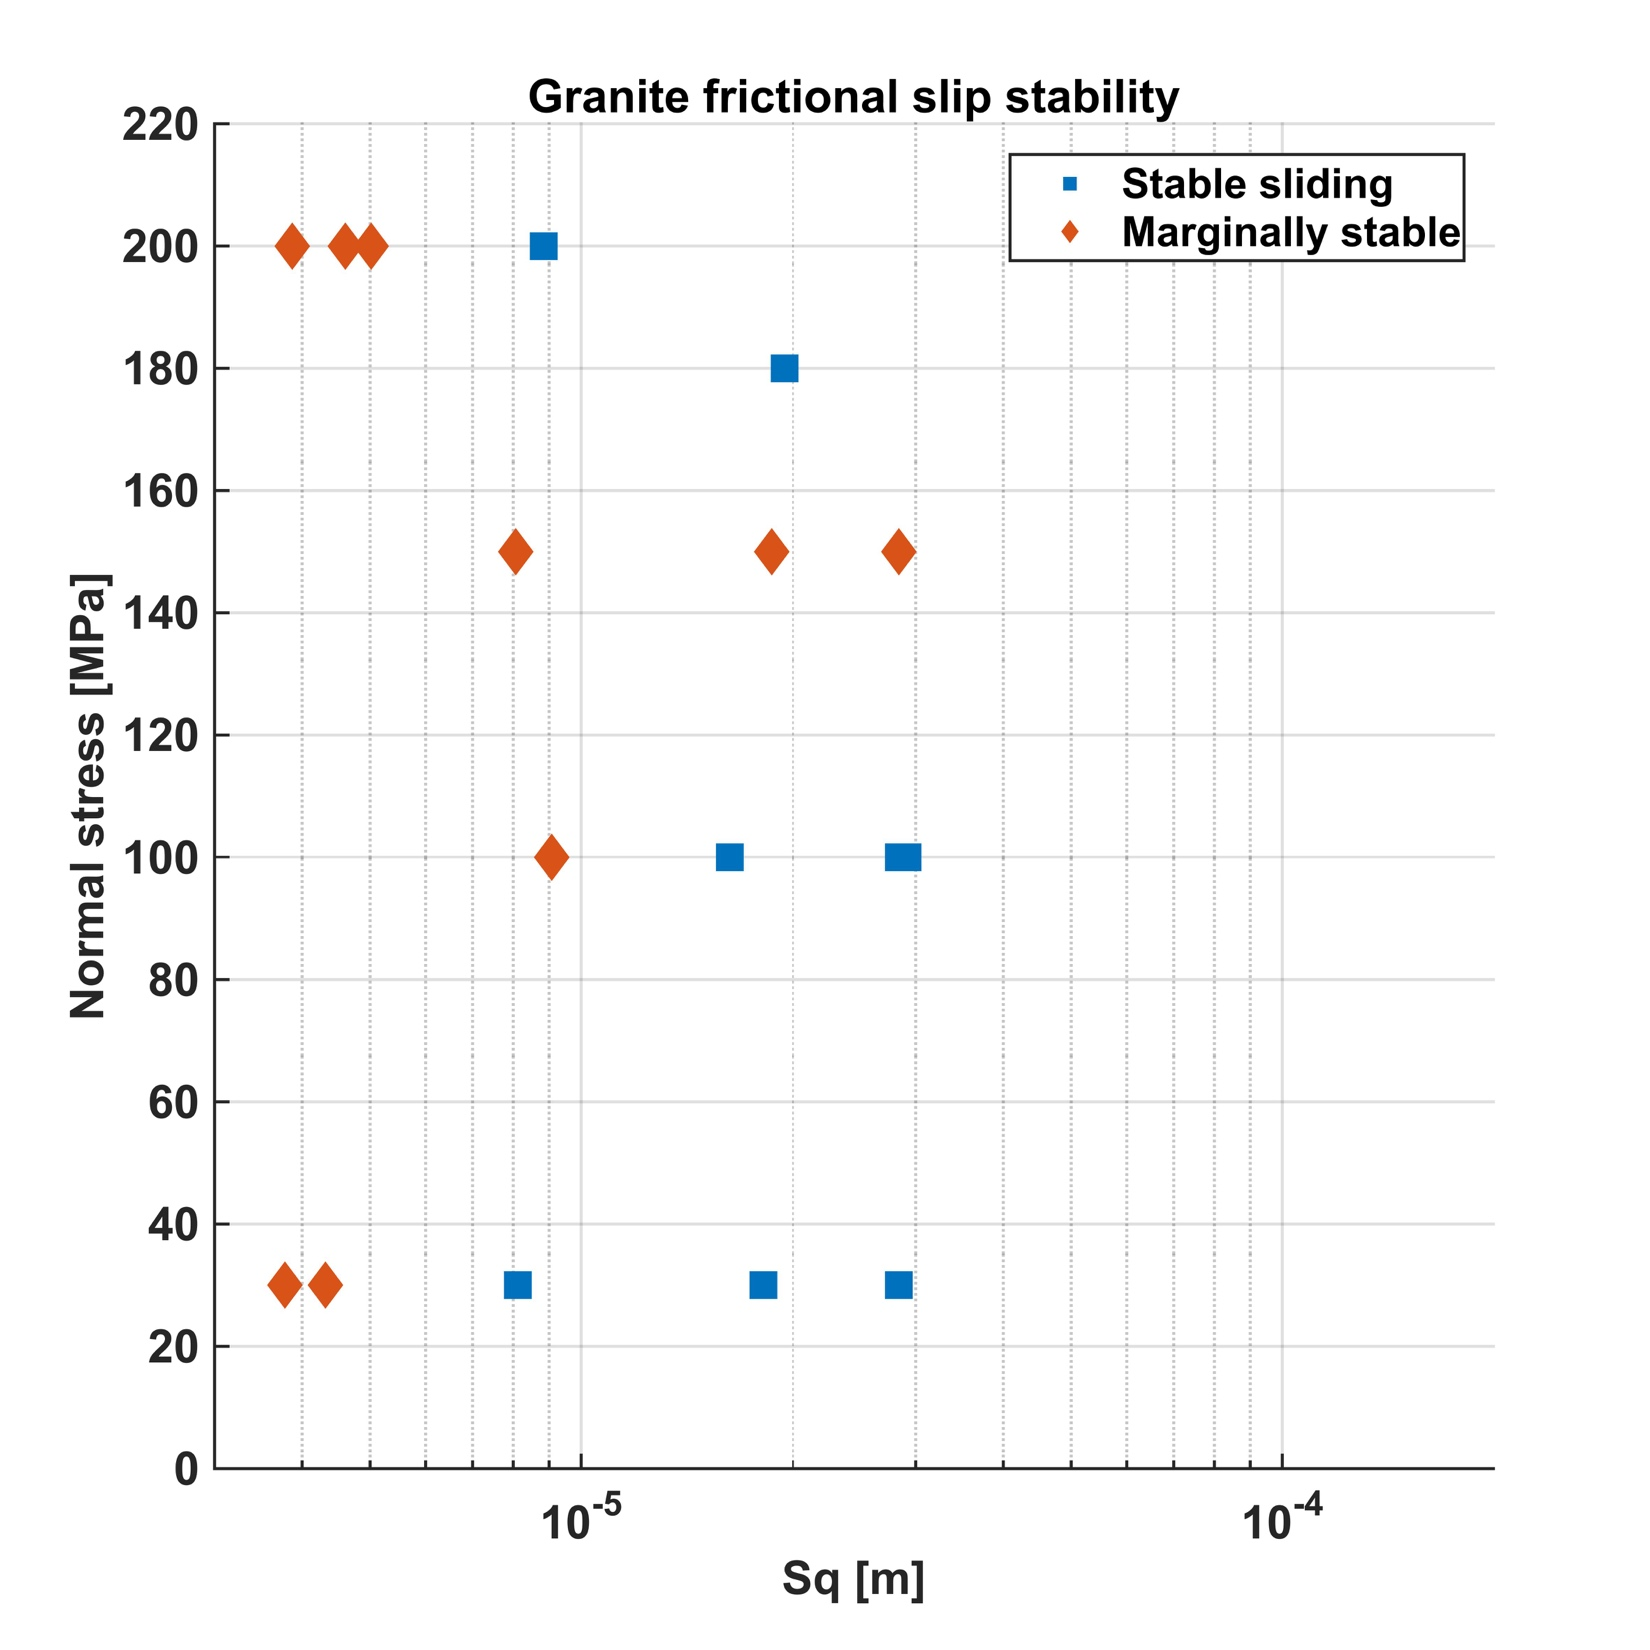 Granite frictional slip stability
Stable sliding
Marginally stable
220
200
180
160
140
120
100
80
60
40
20
0
Normal stress [MPa]
10^-5
10^-4
Sq [m]